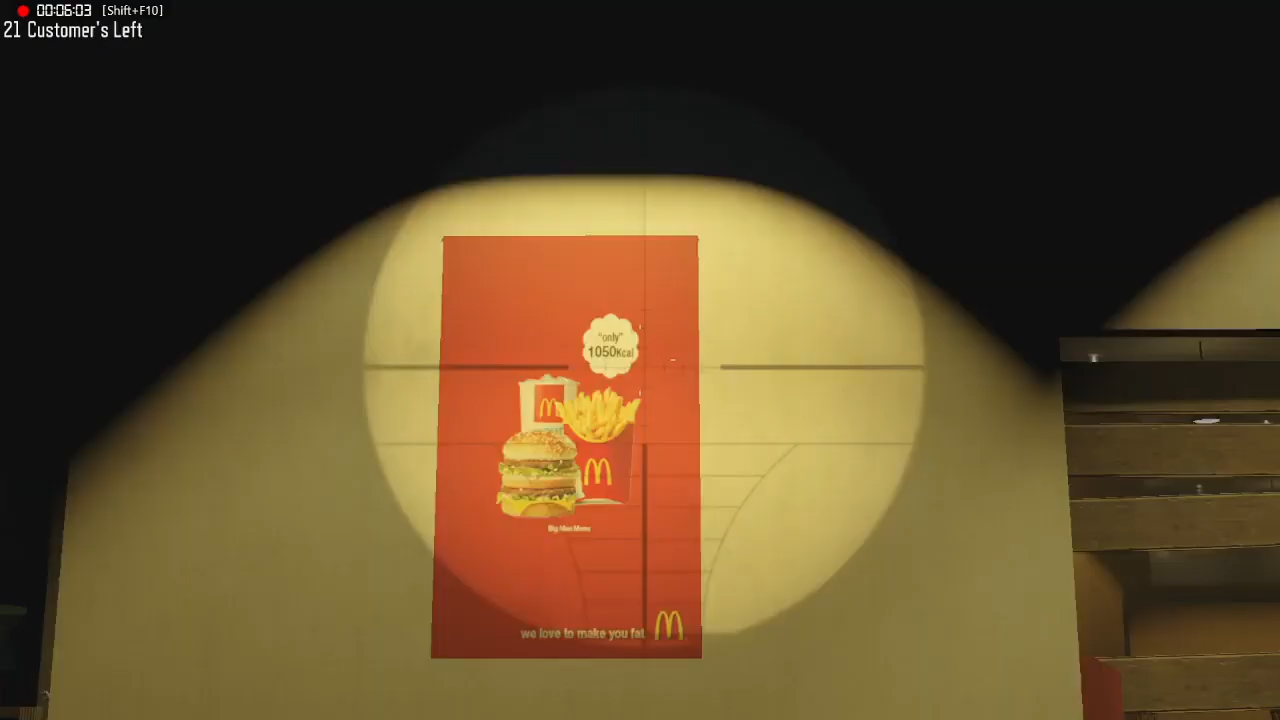 00:06:03 [Shift+F10]
21 Customer's Left
"only"
1050Kcal
Big Mac Menu
we love to make you fat.